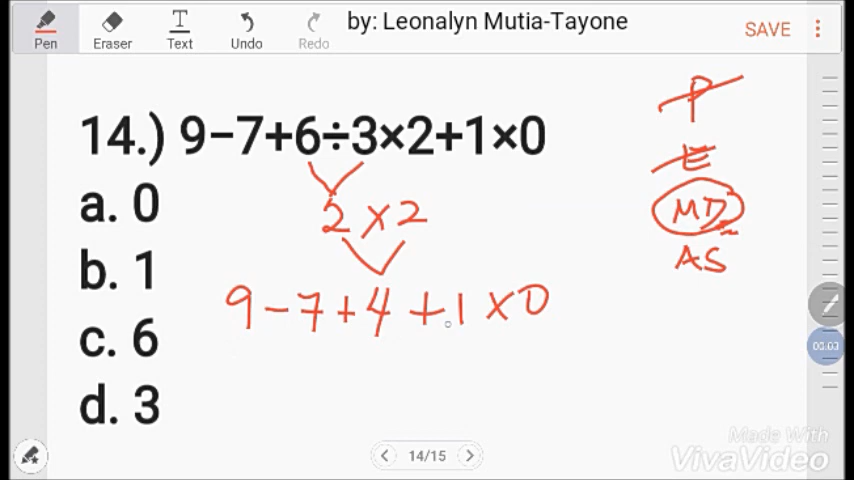 by: Leonalyn Mutia-Tayone
Pen Eraser Text Undo Redo SAVE
14.) 9−7+6÷3×2+1×0
P
E
MD
AS
a. 0
2 × 2
b. 1
9 − 7 + 4 + 1 × 0
c. 6
d. 3
00:03
14/15
Made With
VivaVideo